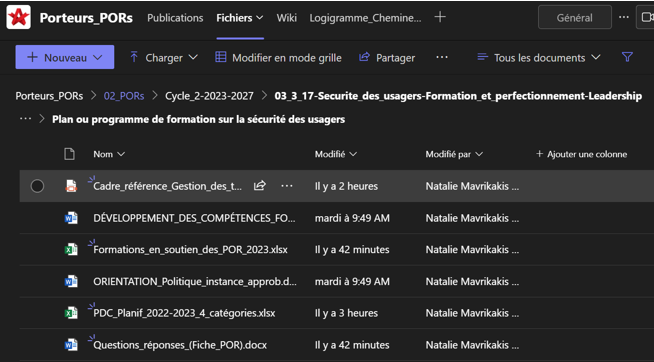 Porteurs_PORs Publications Fichiers Wiki Logigramme_Chemine... Général ...
Nouveau Charger Modifier en mode grille Partager ... Tous les documents
Porteurs_PORs > 02_PORs > Cycle_2-2023-2027 > 03_3_17-Securite_des_usagers-Formation_et_perfectionnement-Leadership
... > Plan ou programme de formation sur la sécurité des usagers
Nom Modifié Modifié par + Ajouter une colonne
Cadre_référence_Gestion_des_t... ... Il y a 2 heures Natalie Mavrikakis ...
DÉVELOPPEMENT_DES_COMPÉTENCES_FO... mardi à 9:49 AM Natalie Mavrikakis ...
Formations_en_soutien_des_POR_2023.xlsx Il y a 42 minutes Natalie Mavrikakis ...
ORIENTATION_Politique_instance_approb.d... mardi à 9:49 AM Natalie Mavrikakis ...
PDC_Planif_2022-2023_4_catégories.xlsx Il y a 3 heures Natalie Mavrikakis ...
Questions_réponses_(Fiche_POR).docx Il y a 42 minutes Natalie Mavrikakis ...